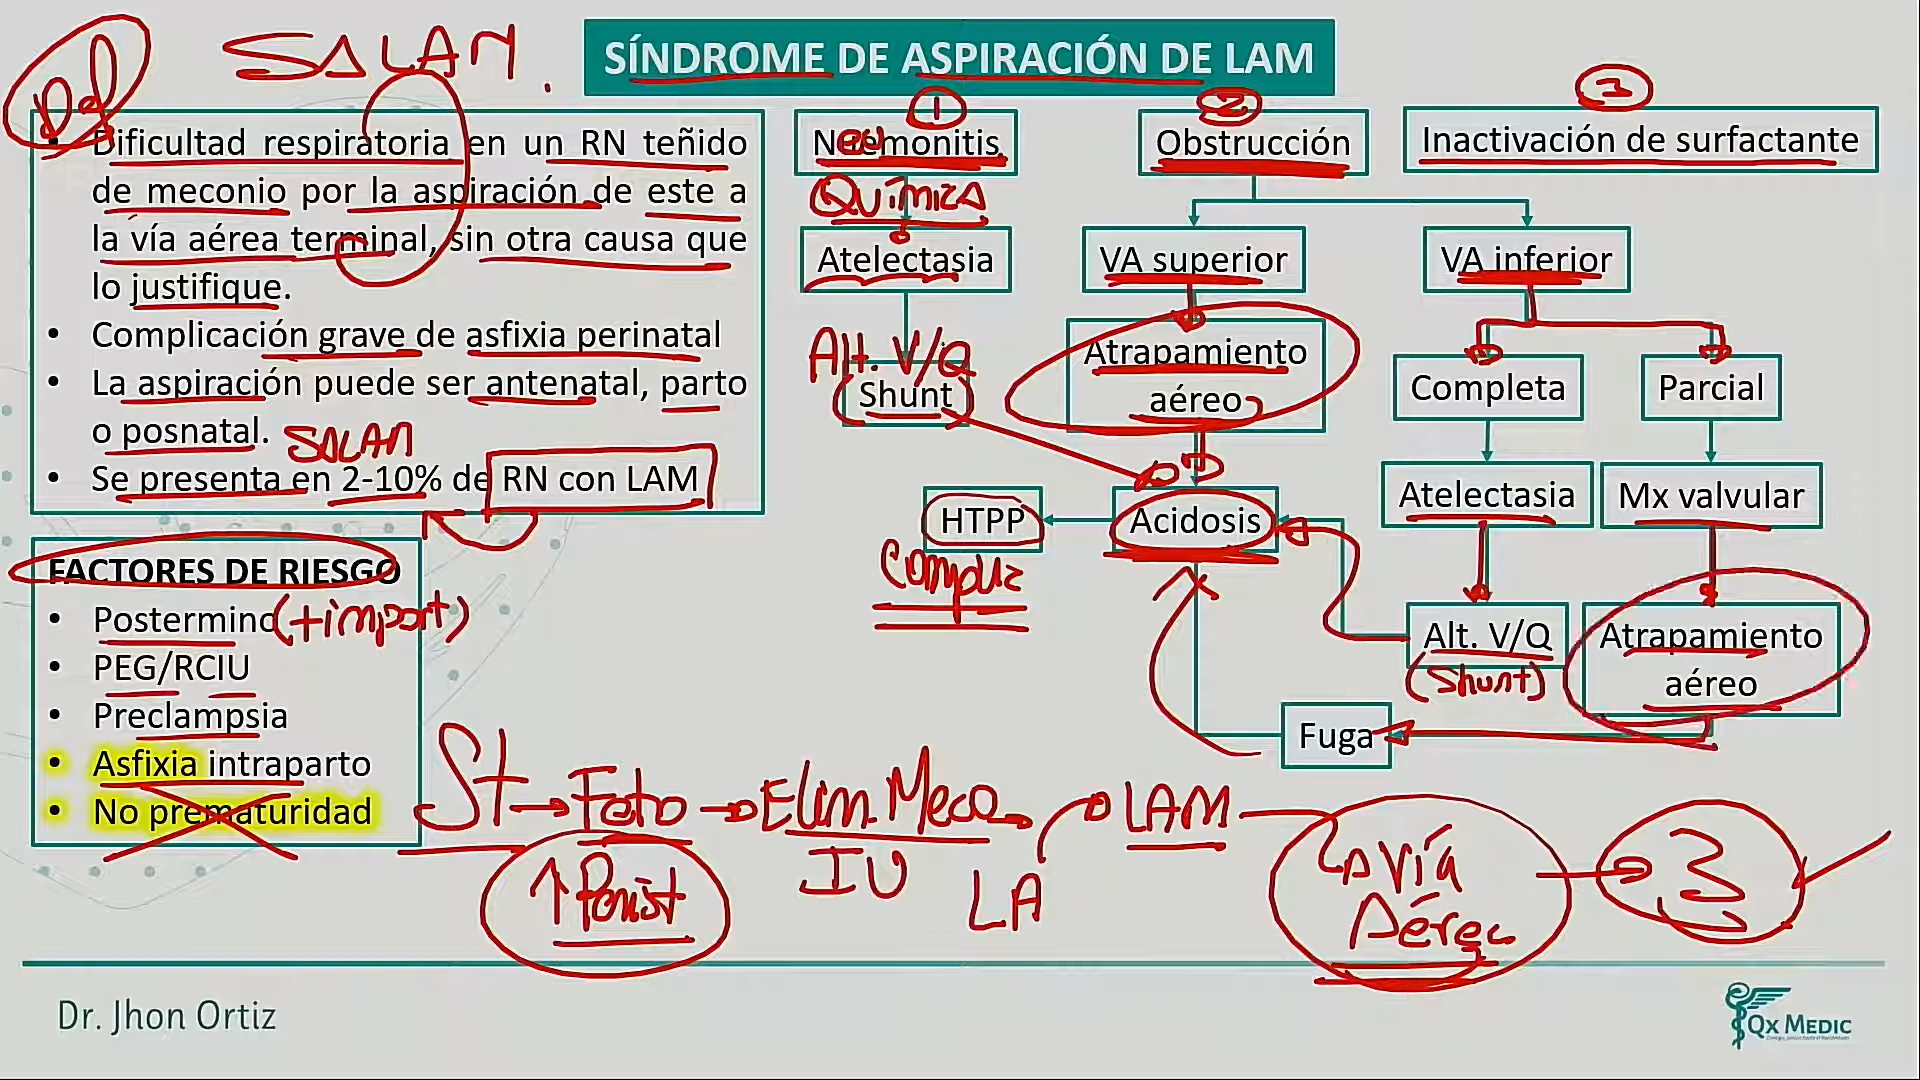 SALAM.
SÍNDROME DE ASPIRACIÓN DE LAM
Def
• Dificultad respiratoria en un RN teñido
de meconio por la aspiración de este a
la vía aérea terminal, sin otra causa que
lo justifique.
• Complicación grave de asfixia perinatal
• La aspiración puede ser antenatal, parto
o posnatal. SALAM
• Se presenta en 2-10% de RN con LAM
FACTORES DE RIESGO
• Postermino (+import)
• PEG/RCIU
• Preclampsia
• Asfixia intraparto
• No prematuridad
1
Neumonitis
QUÍMICA
Atelectasia
Alt. V/Q
Shunt
2
Obstrucción
VA superior
Atrapamiento
aéreo
Acidosis
HTPP
VA inferior
Completa
Atelectasia
Alt. V/Q
(Shunt)
Parcial
Mx valvular
Atrapamiento
aéreo
Fuga
3
Inactivación de surfactante
St → Feto → Elim. Meco → LAM → Vía
↑ Perist IU LA Aérea
3
Dr. Jhon Ortiz
QX MEDIC